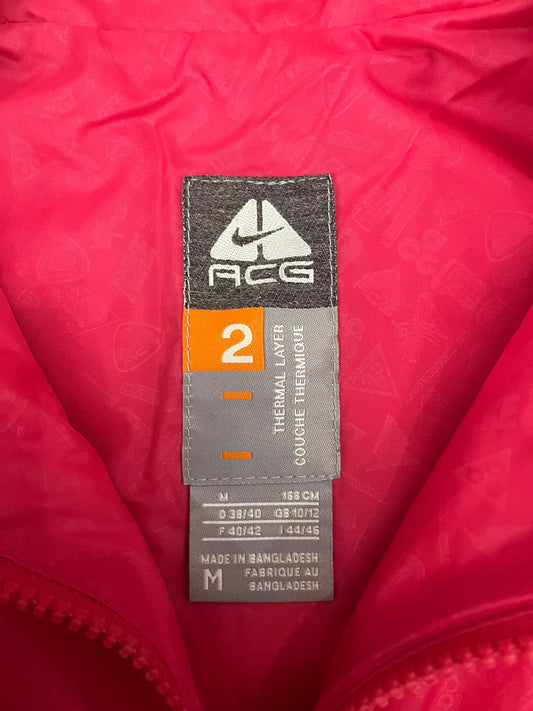 ACG
2
THERMAL LAYER
COUCHE THERMIQUE
M 168 CM
D 38/40 GB 10/12
F 40/42 I 44/46
MADE IN BANGLADESH
M FABRIQUE AU
BANGLADESH